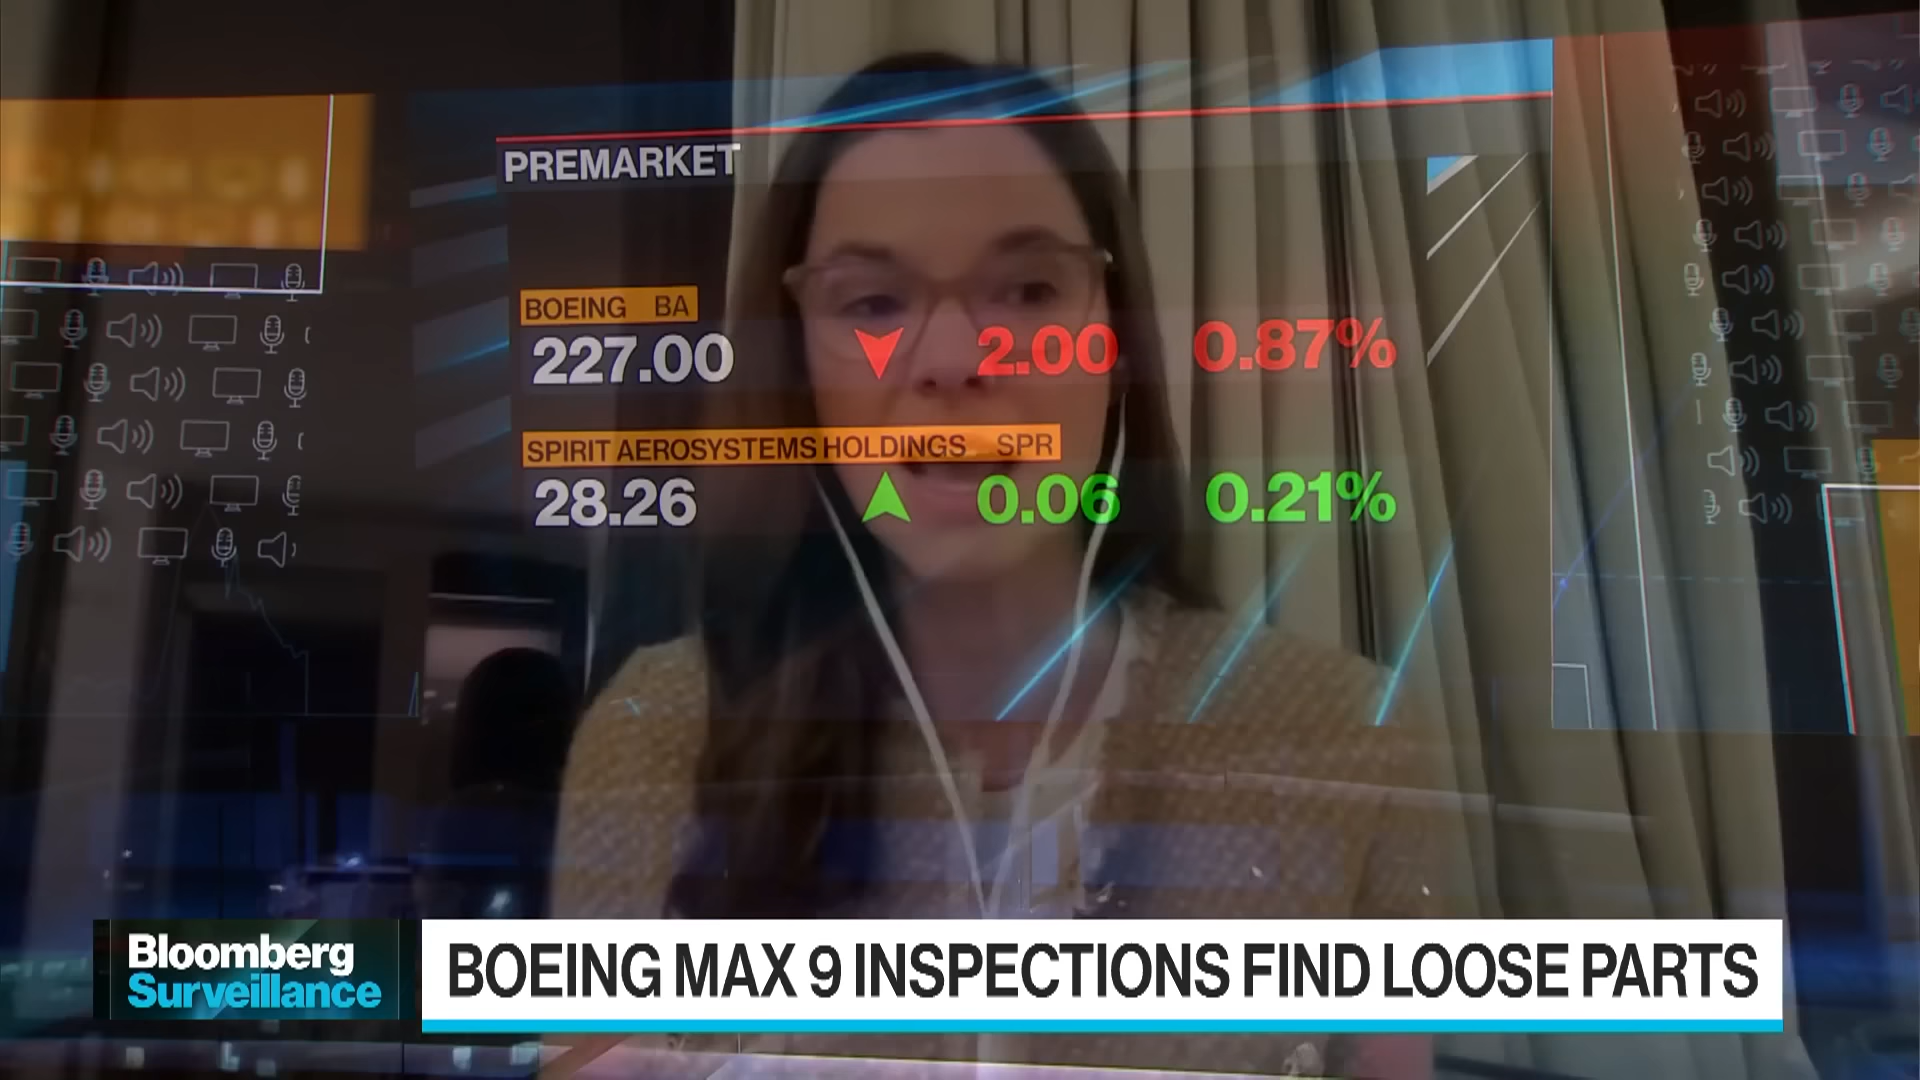 PREMARKET
BOEING BA
227.00 2.00 0.87%
SPIRIT AEROSYSTEMS HOLDINGS SPR
28.26 0.06 0.21%
Bloomberg
Surveillance
BOEING MAX 9 INSPECTIONS FIND LOOSE PARTS